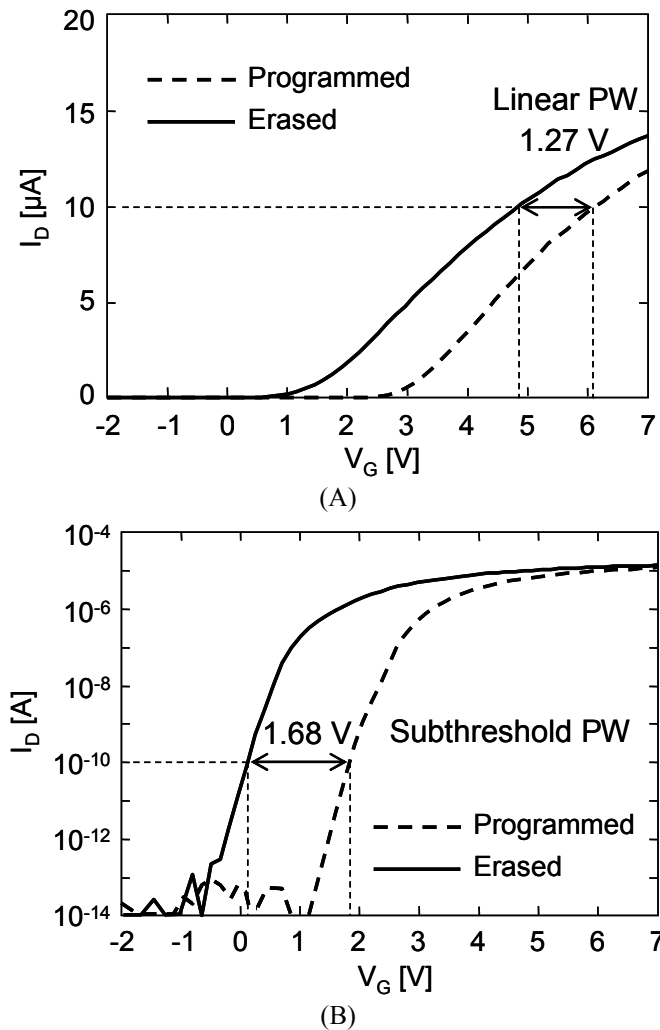 20
Programmed
Erased
Linear PW
1.27 V
15
10
5
0
I_D [µA]
-2 -1 0 1 2 3 4 5 6 7
V_G [V]
(A)
10^-4
10^-6
10^-8
1.68 V
Subthreshold PW
10^-10
Programmed
10^-12
Erased
10^-14
I_D [A]
-2 -1 0 1 2 3 4 5 6 7
V_G [V]
(B)